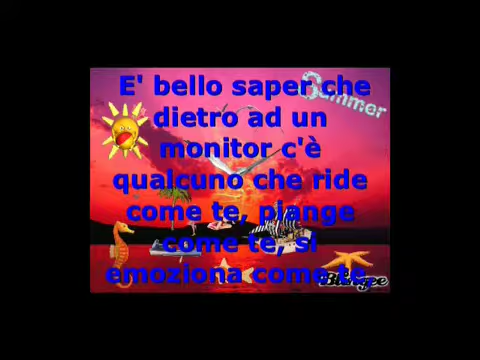 E' bello saper che
Summer
dietro ad un
monitor c'è
qualcuno che ride
come te, piange
come te, si
emoziona come te,
Blingee